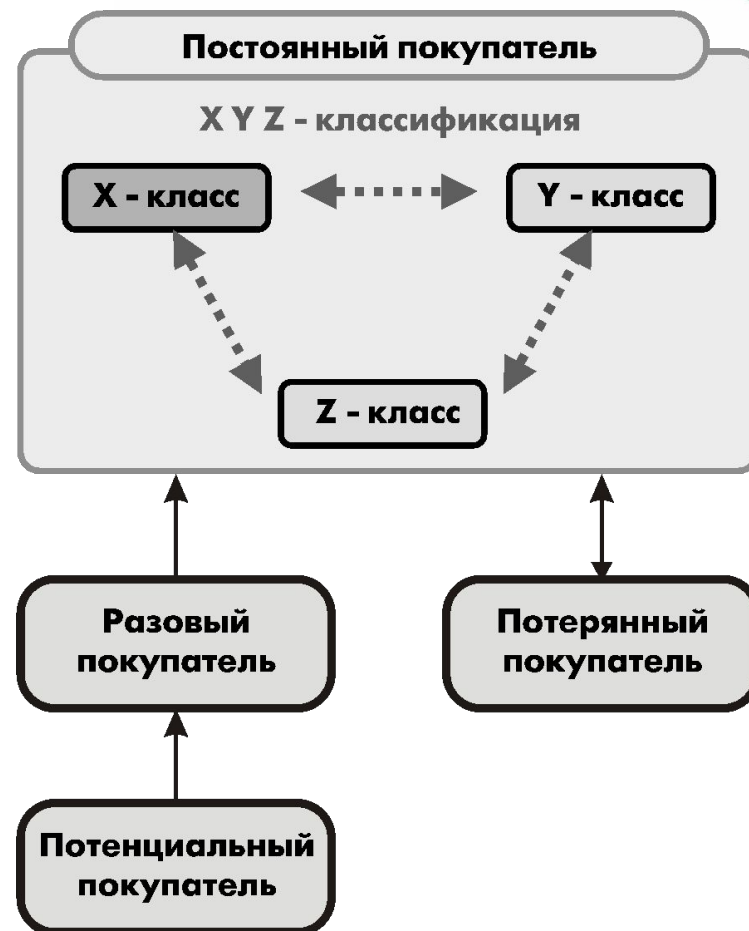 Постоянный покупатель
X Y Z - классификация
X - класс
Y - класс
Z - класс
Разовый
покупатель
Потерянный
покупатель
Потенциальный
покупатель